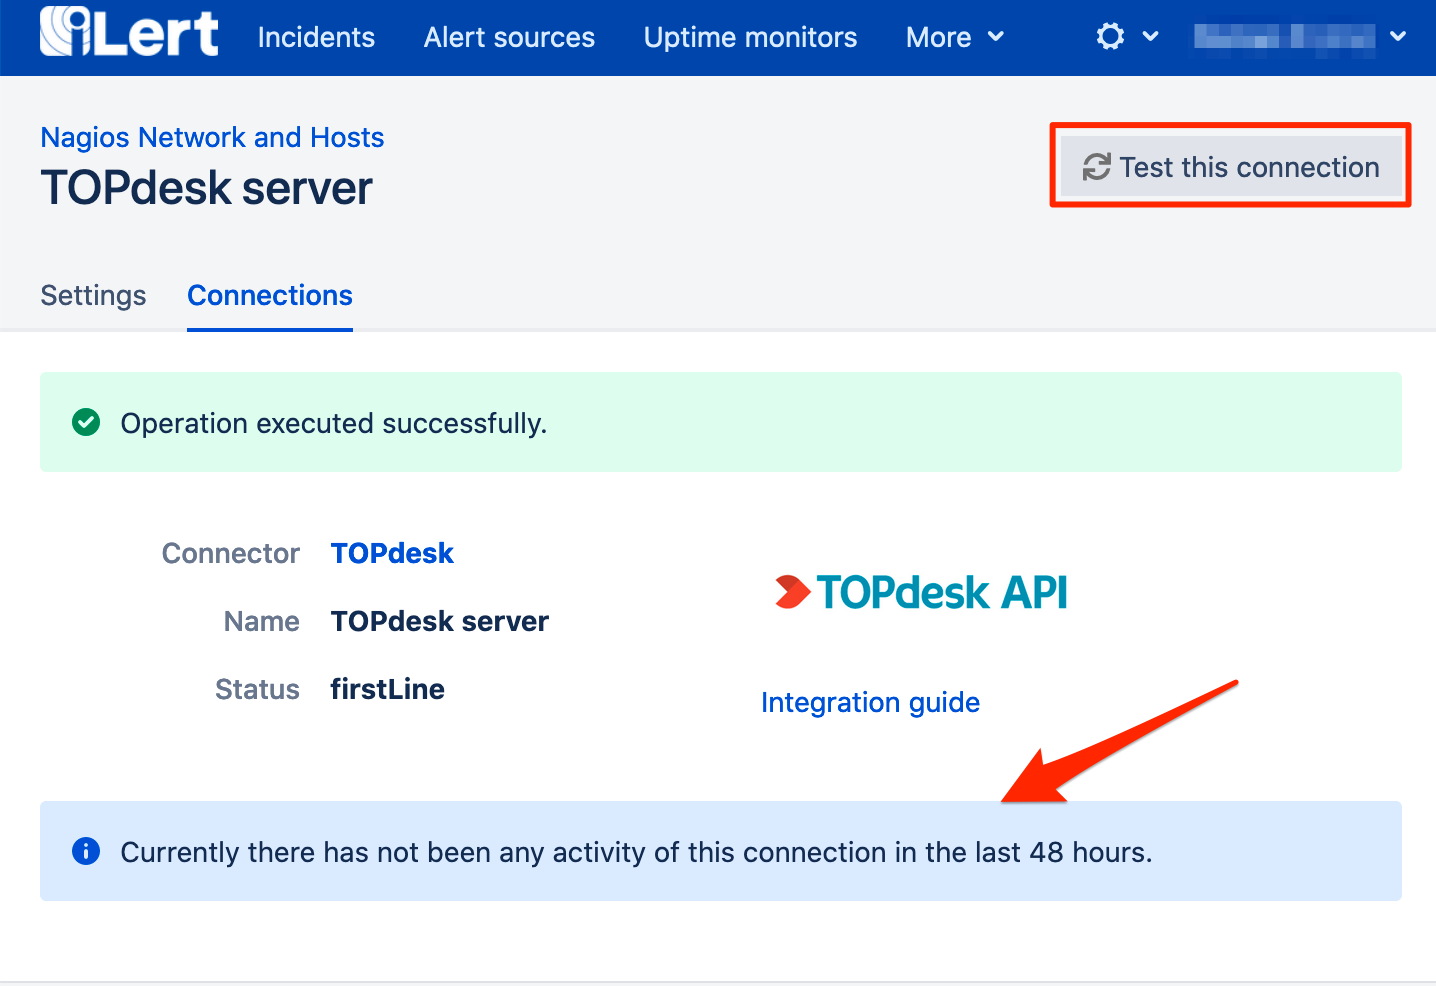 iLert Incidents Alert sources Uptime monitors More
Nagios Network and Hosts
TOPdesk server
Test this connection
Settings Connections
Operation executed successfully.
Connector TOPdesk
Name TOPdesk server
Status firstLine
TOPdesk API
Integration guide
Currently there has not been any activity of this connection in the last 48 hours.